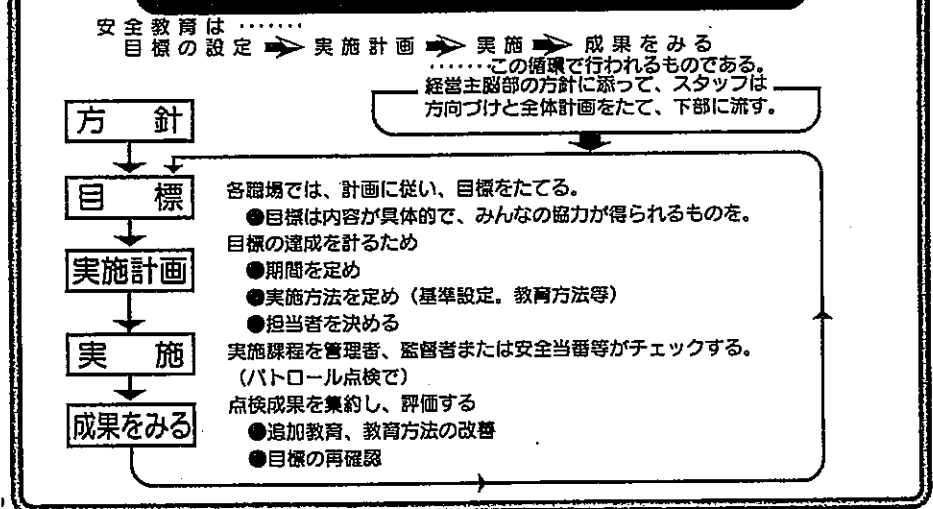 安全教育は・・・・・・・
目標の設定 ➡ 実施計画 ➡ 実施 ➡ 成果をみる
・・・・・・・この循環で行われるものである。
経営主脳部の方針に添って、スタッフは
方向づけと全体計画をたて、下部に流す。
方針
目標
各職場では、計画に従い、目標をたてる。
●目標は内容が具体的で、みんなの協力が得られるものを。
実施計画
目標の達成を計るため
●期間を定め
●実施方法を定め（基準設定。教育方法等）
●担当者を決める
実施
実施課程を管理者、監督者または安全当番等がチェックする。
（パトロール点検で）
成果をみる
点検成果を集約し、評価する
●追加教育、教育方法の改善
●目標の再確認